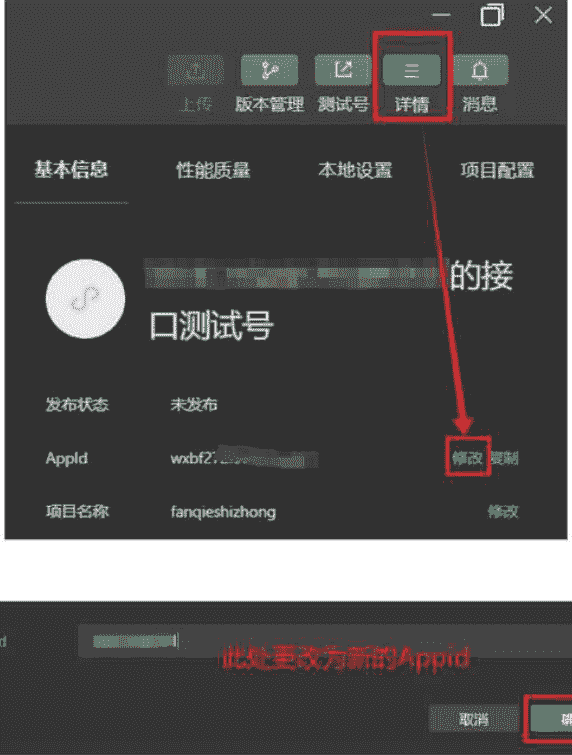 上传 版本管理 测试号 详情 消息
基本信息 性能质量 本地设置 项目配置
的接
口测试号
发布状态 未发布
AppId wxbf27 修改 复制
项目名称 fanqieshizhong 修改
此处更改为新的Appid
取消